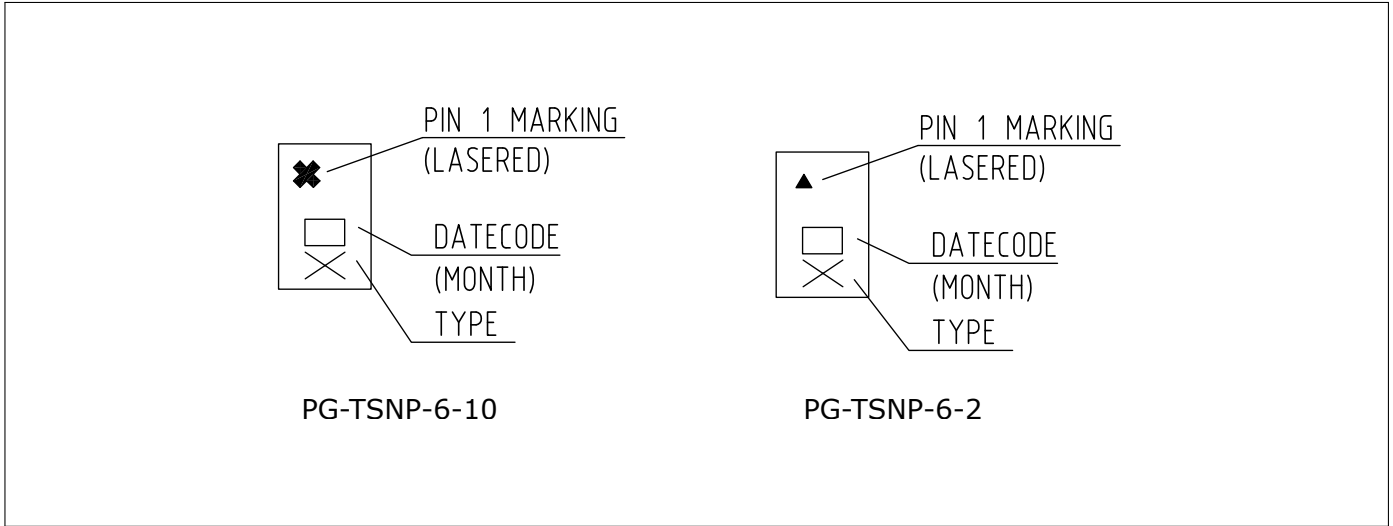 PIN 1 MARKING
(LASERED)
DATECODE
(MONTH)
TYPE
PG-TSNP-6-10
PIN 1 MARKING
(LASERED)
DATECODE
(MONTH)
TYPE
PG-TSNP-6-2